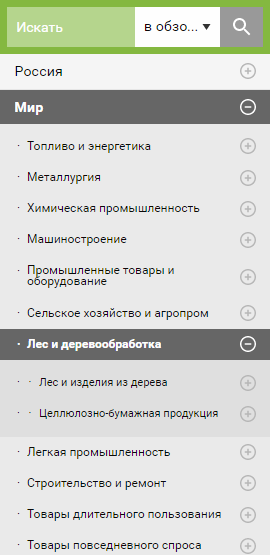 Искать
в обзо...
Россия
Мир
· Топливо и энергетика
· Металлургия
· Химическая промышленность
· Машиностроение
· Промышленные товары и
оборудование
· Сельское хозяйство и агропром
· Лес и деревообработка
· · Лес и изделия из дерева
· · Целлюлозно-бумажная продукция
· Легкая промышленность
· Строительство и ремонт
· Товары длительного пользования
· Товары повседневного спроса